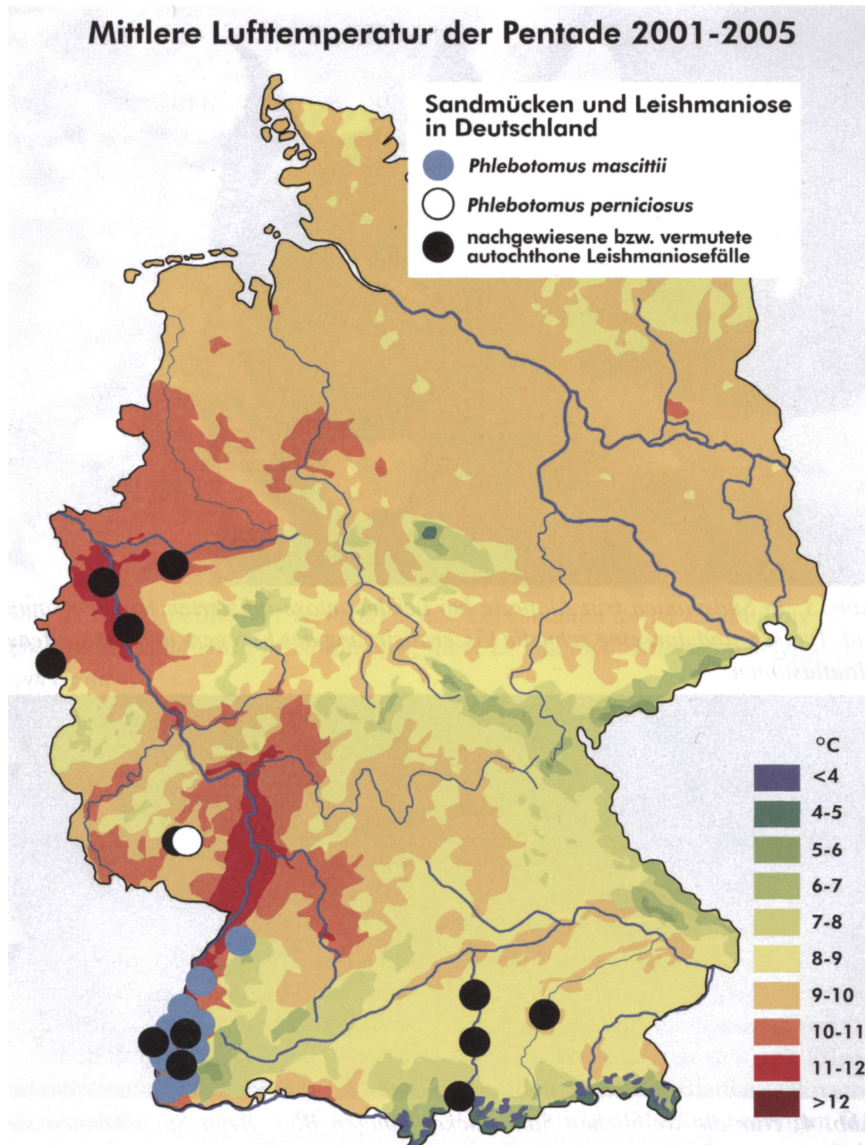 Mittlere Lufttemperatur der Pentade 2001-2005
Sandmücken und Leishmaniose
in Deutschland
Phlebotomus mascittii
Phlebotomus perniciosus
nachgewiesene bzw. vermutete
autochthone Leishmaniosefälle
°C
<4
4-5
5-6
6-7
7-8
8-9
9-10
10-11
11-12
>12